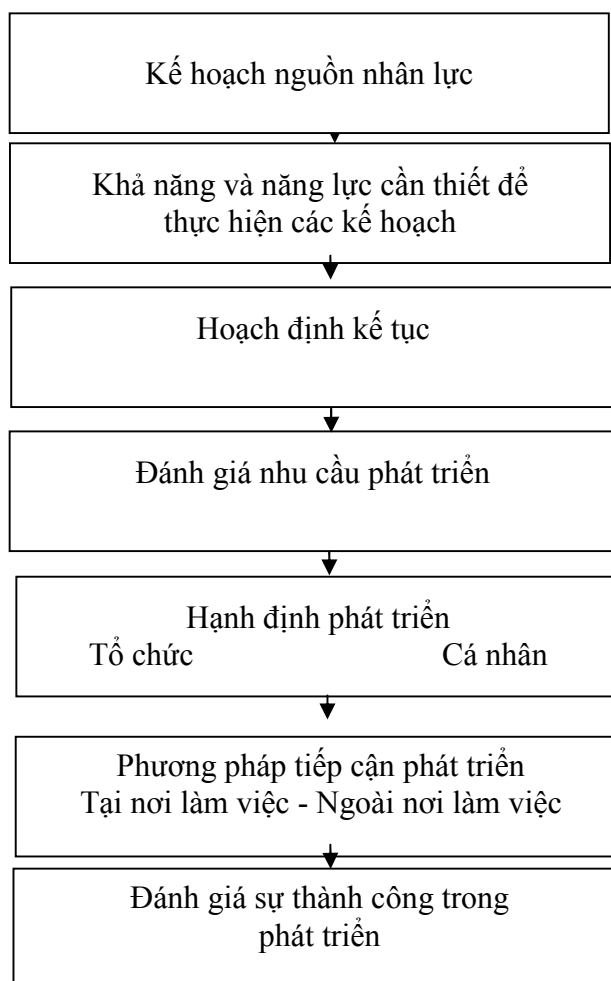 Kế hoạch nguồn nhân lực
Khả năng và năng lực cần thiết để
thực hiện các kế hoạch
Hoạch định kế tục
Đánh giá nhu cầu phát triển
Hạnh định phát triển
Tổ chức Cá nhân
Phương pháp tiếp cận phát triển
Tại nơi làm việc - Ngoài nơi làm việc
Đánh giá sự thành công trong
phát triển